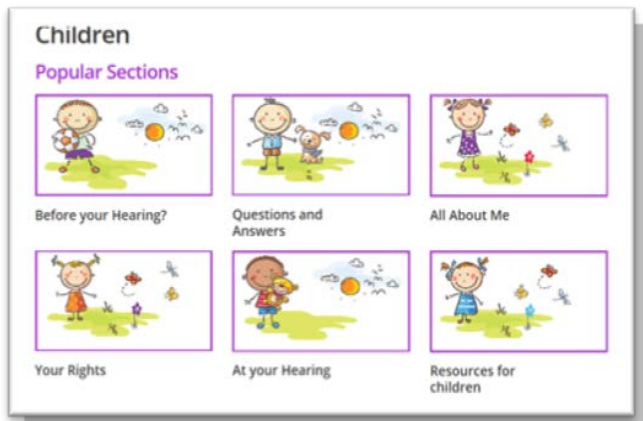 Children
Popular Sections
Before your Hearing?
Questions and
Answers
All About Me
Your Rights
At your Hearing
Resources for
children